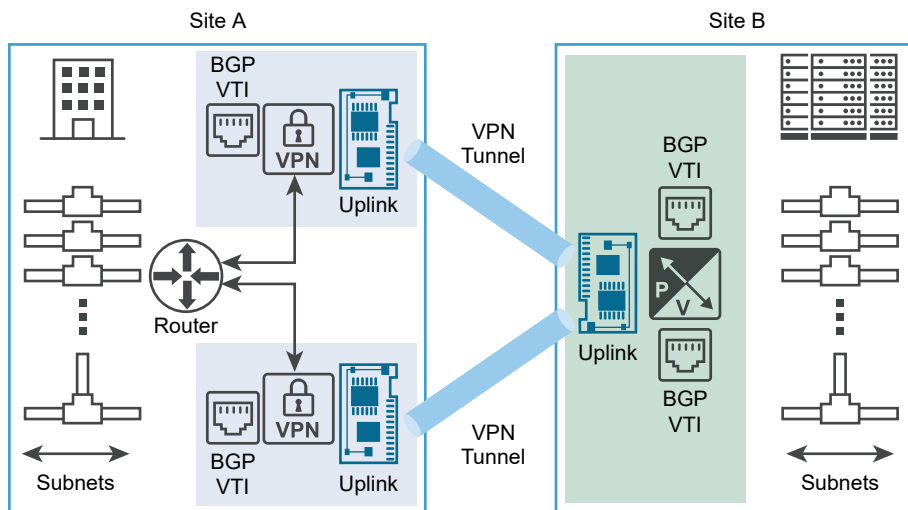 Site A
Site B
BGP
VTI
VPN
Uplink
Router
VPN
BGP
VTI
Uplink
Subnets
VPN
Tunnel
VPN
Tunnel
BGP
VTI
P
V
Uplink
BGP
VTI
Subnets